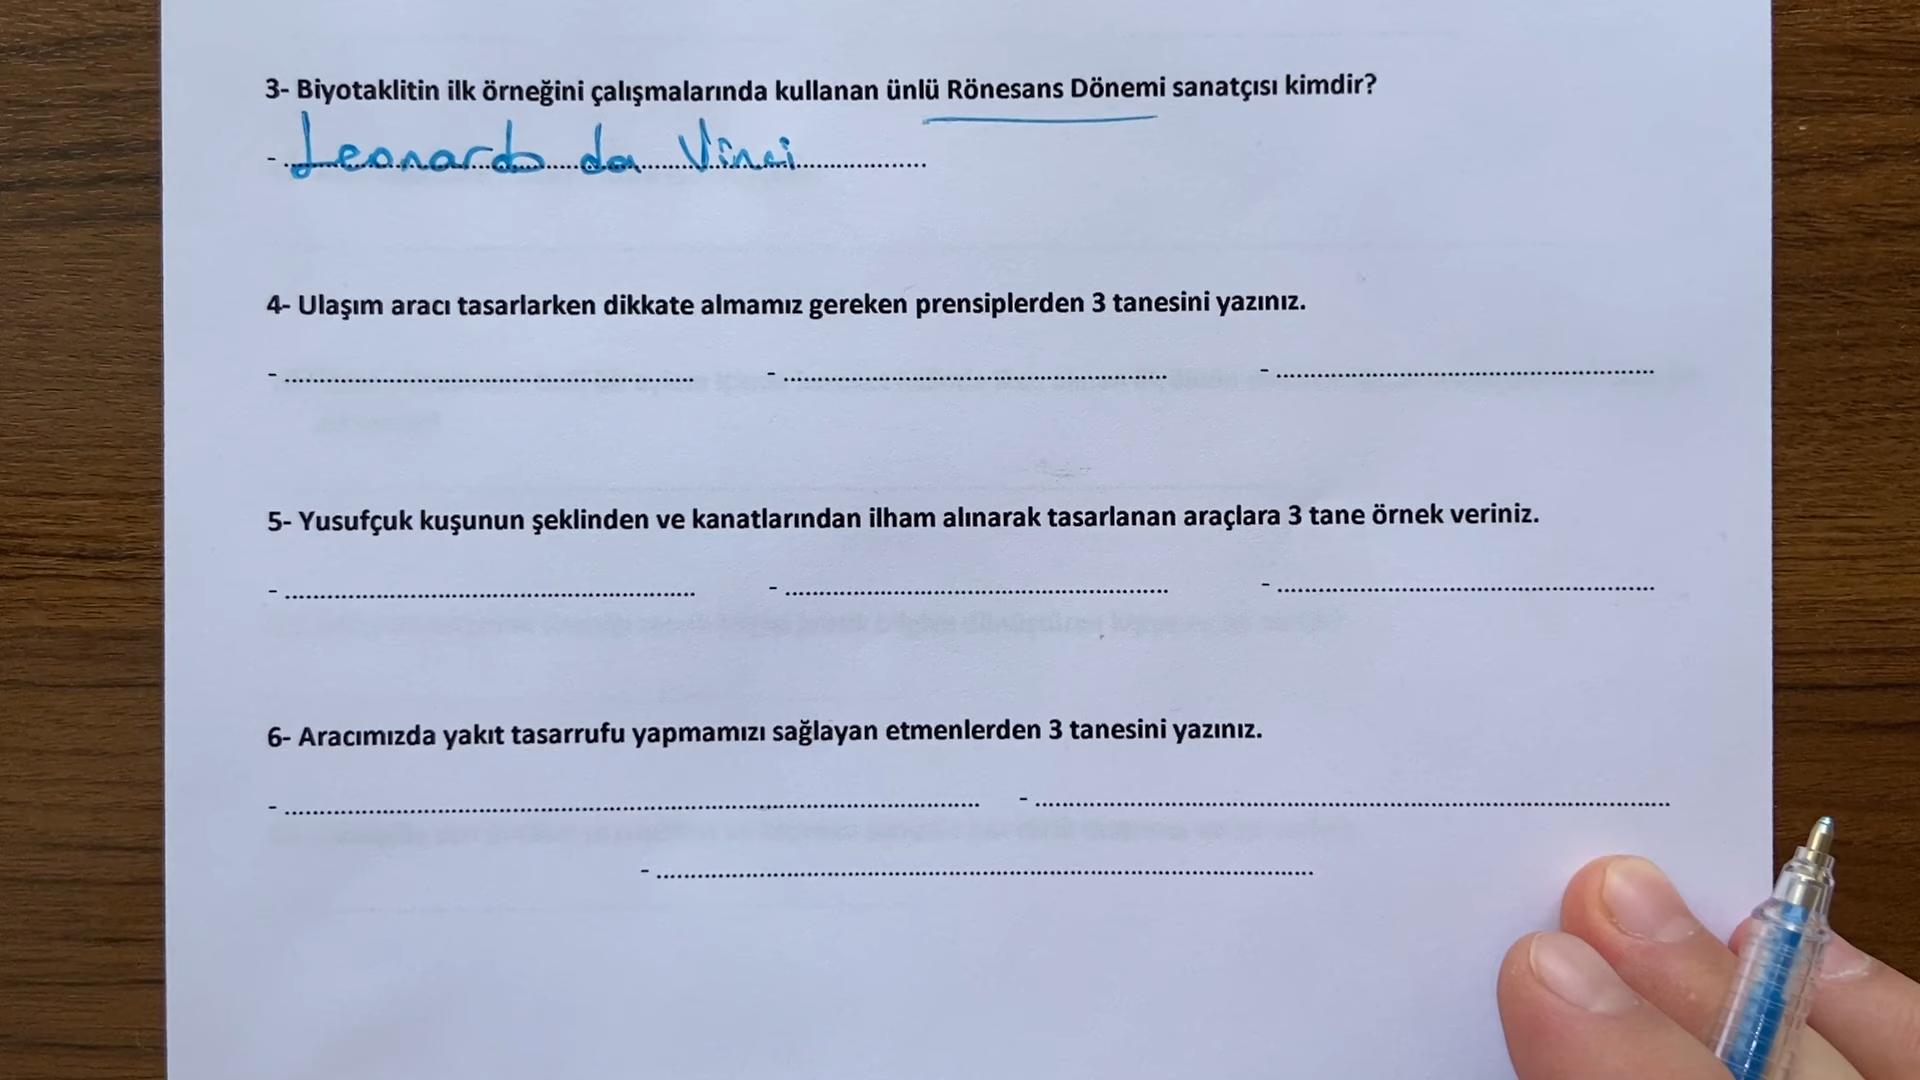 3- Biyotaklitin ilk örneğini çalışmalarında kullanan ünlü Rönesans Dönemi sanatçısı kimdir?
- Leonardo da Vinci
4- Ulaşım aracı tasarlarken dikkate almamız gereken prensiplerden 3 tanesini yazınız.
- ........................ - ........................ - ........................
5- Yusufçuk kuşunun şeklinden ve kanatlarından ilham alınarak tasarlanan araçlara 3 tane örnek veriniz.
- ........................ - ........................ - ........................
6- Aracımızda yakıt tasarrufu yapmamızı sağlayan etmenlerden 3 tanesini yazınız.
- ........................ - ........................
- ........................